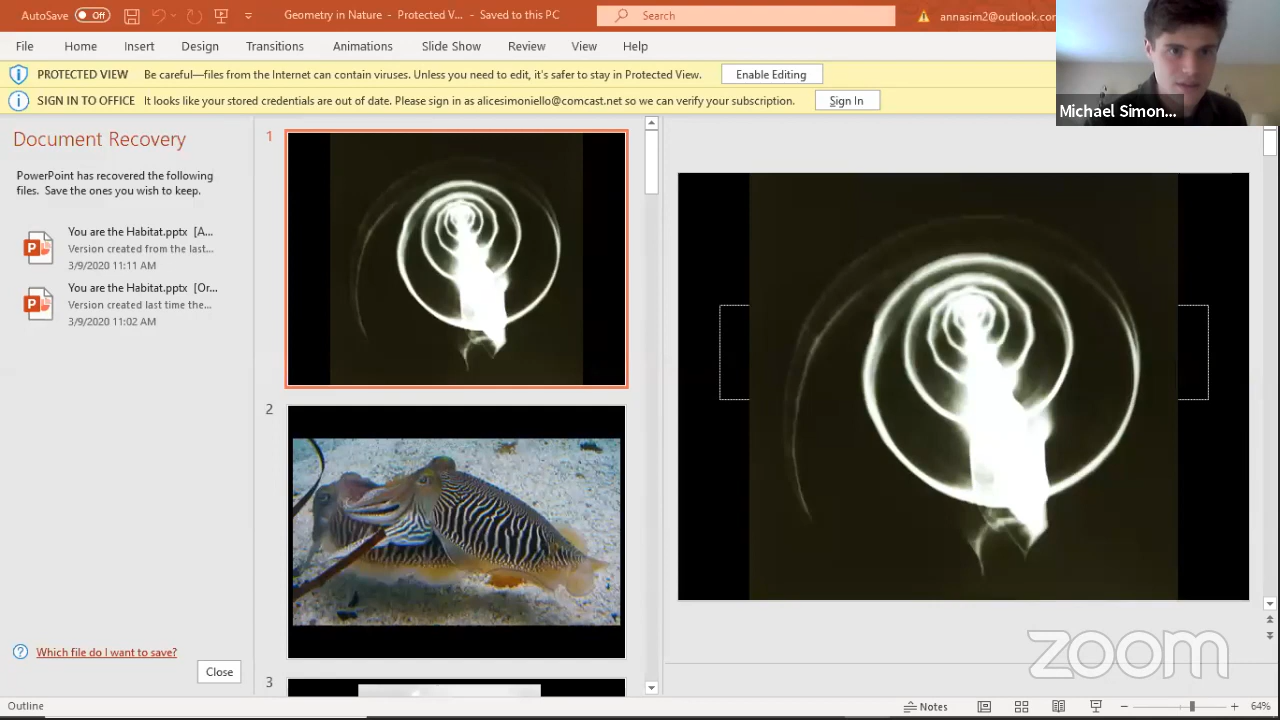 AutoSave Off Geometry in Nature - Protected V... - Saved to this PC Search annasim2@outlook.com
File Home Insert Design Transitions Animations Slide Show Review View Help
PROTECTED VIEW Be careful—files from the Internet can contain viruses. Unless you need to edit, it's safer to stay in Protected View. Enable Editing
SIGN IN TO OFFICE It looks like your stored credentials are out of date. Please sign in as alicesimoniello@comcast.net so we can verify your subscription. Sign In
Michael Simon...
Document Recovery
PowerPoint has recovered the following
files. Save the ones you wish to keep.
You are the Habitat.pptx [A...
Version created from the last...
3/9/2020 11:11 AM
You are the Habitat.pptx [Or...
Version created last time the...
3/9/2020 11:02 AM
Which file do I want to save?
Close
1
2
3
zoom
Outline Notes 64%